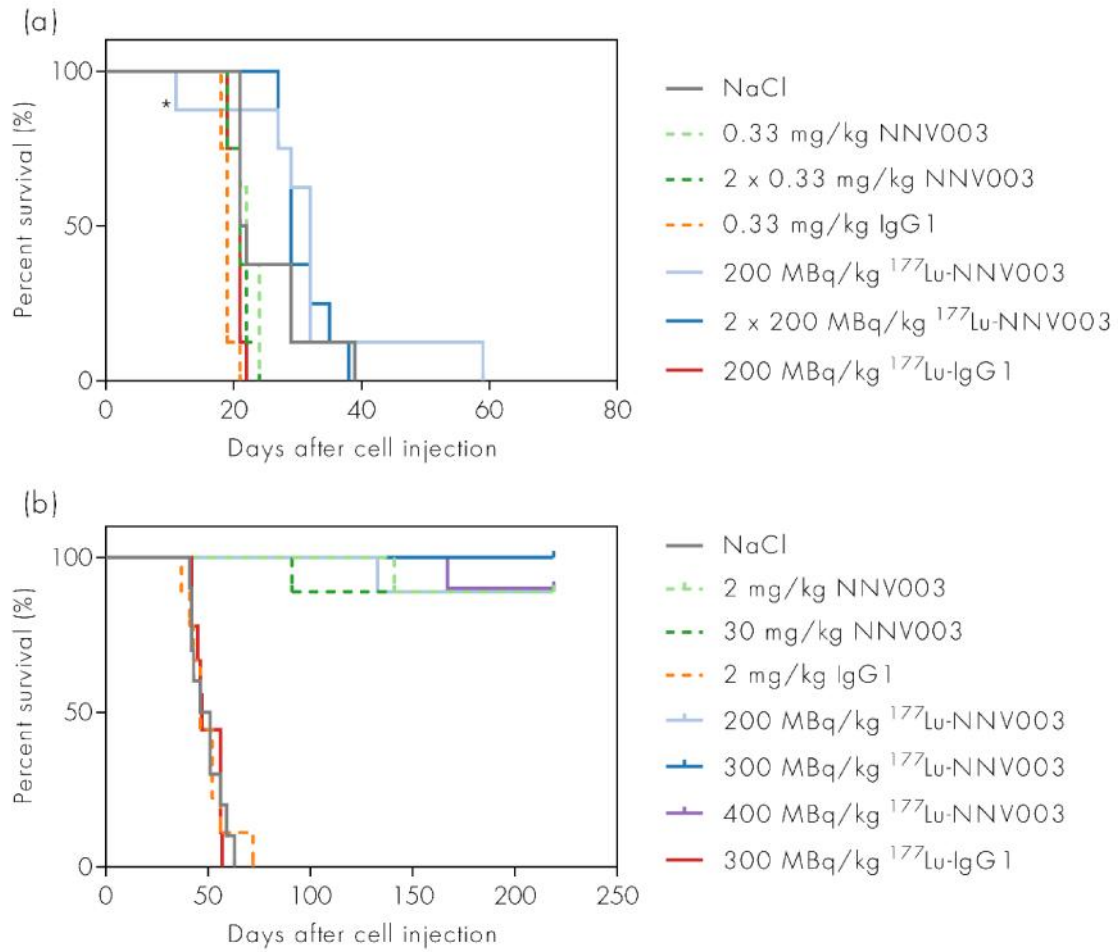 (a)
100
50
0
Percent survival (%)
*
0 20 40 60 80
Days after cell injection
NaCl
0.33 mg/kg NNV003
2 x 0.33 mg/kg NNV003
0.33 mg/kg IgG1
200 MBq/kg ¹⁷⁷Lu-NNV003
2 x 200 MBq/kg ¹⁷⁷Lu-NNV003
200 MBq/kg ¹⁷⁷Lu-IgG1
(b)
100
50
0
Percent survival (%)
0 50 100 150 200 250
Days after cell injection
NaCl
2 mg/kg NNV003
30 mg/kg NNV003
2 mg/kg IgG1
200 MBq/kg ¹⁷⁷Lu-NNV003
300 MBq/kg ¹⁷⁷Lu-NNV003
400 MBq/kg ¹⁷⁷Lu-NNV003
300 MBq/kg ¹⁷⁷Lu-IgG1